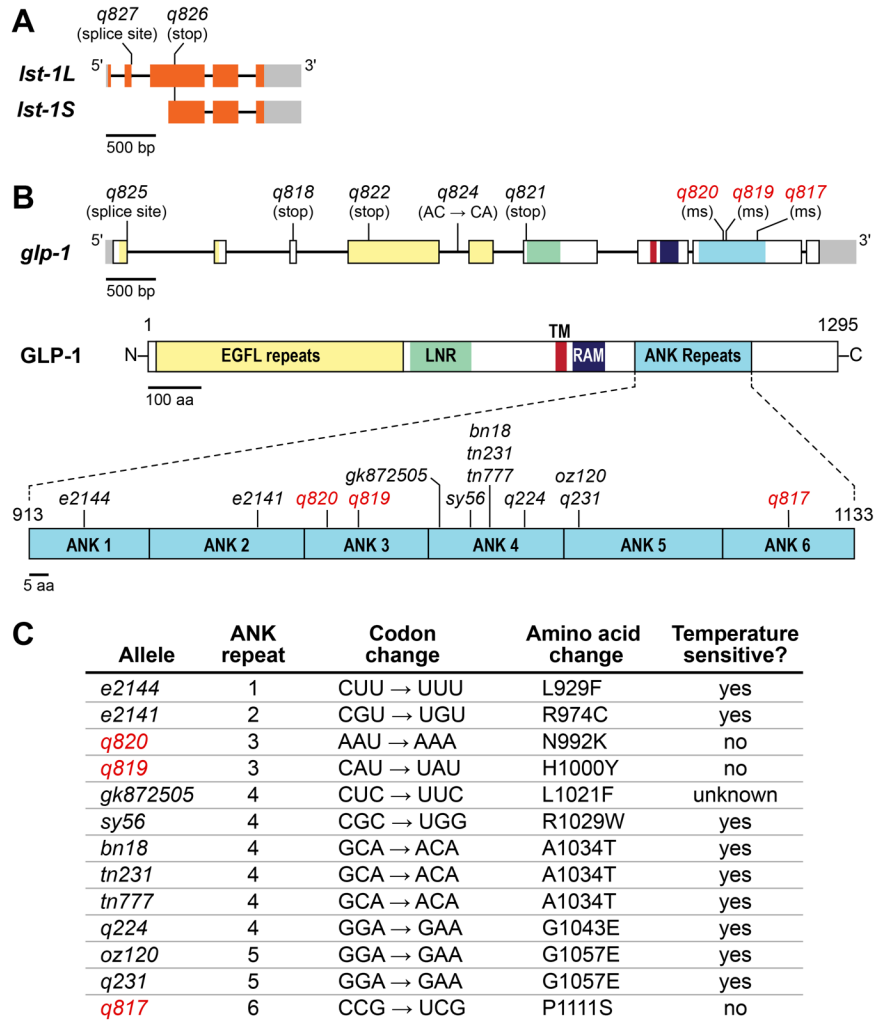 A
q827 q826
(splice site) (stop)
5' 3'
lst-1L
lst-1S
500 bp
B
q825 q818 q822 q824 q821 q820 q819 q817
(splice site) (stop) (stop) (AC → CA) (stop) (ms) (ms) (ms)
5' 3'
glp-1
500 bp
1 TM 1295
GLP-1 N EGFL repeats LNR RAM ANK Repeats C
100 aa
bn18
tn231
gk872505 tn777 oz120
e2144 e2141 q820 q819 sy56 q224 q231 q817
913 1133
ANK 1 ANK 2 ANK 3 ANK 4 ANK 5 ANK 6
5 aa
C
ANK Codon Amino acid Temperature
Allele repeat change change sensitive?
e2144 1 CUU → UUU L929F yes
e2141 2 CGU → UGU R974C yes
q820 3 AAU → AAA N992K no
q819 3 CAU → UAU H1000Y no
gk872505 4 CUC → UUC L1021F unknown
sy56 4 CGC → UGG R1029W yes
bn18 4 GCA → ACA A1034T yes
tn231 4 GCA → ACA A1034T yes
tn777 4 GCA → ACA A1034T yes
q224 4 GGA → GAA G1043E yes
oz120 5 GGA → GAA G1057E yes
q231 5 GGA → GAA G1057E yes
q817 6 CCG → UCG P1111S no